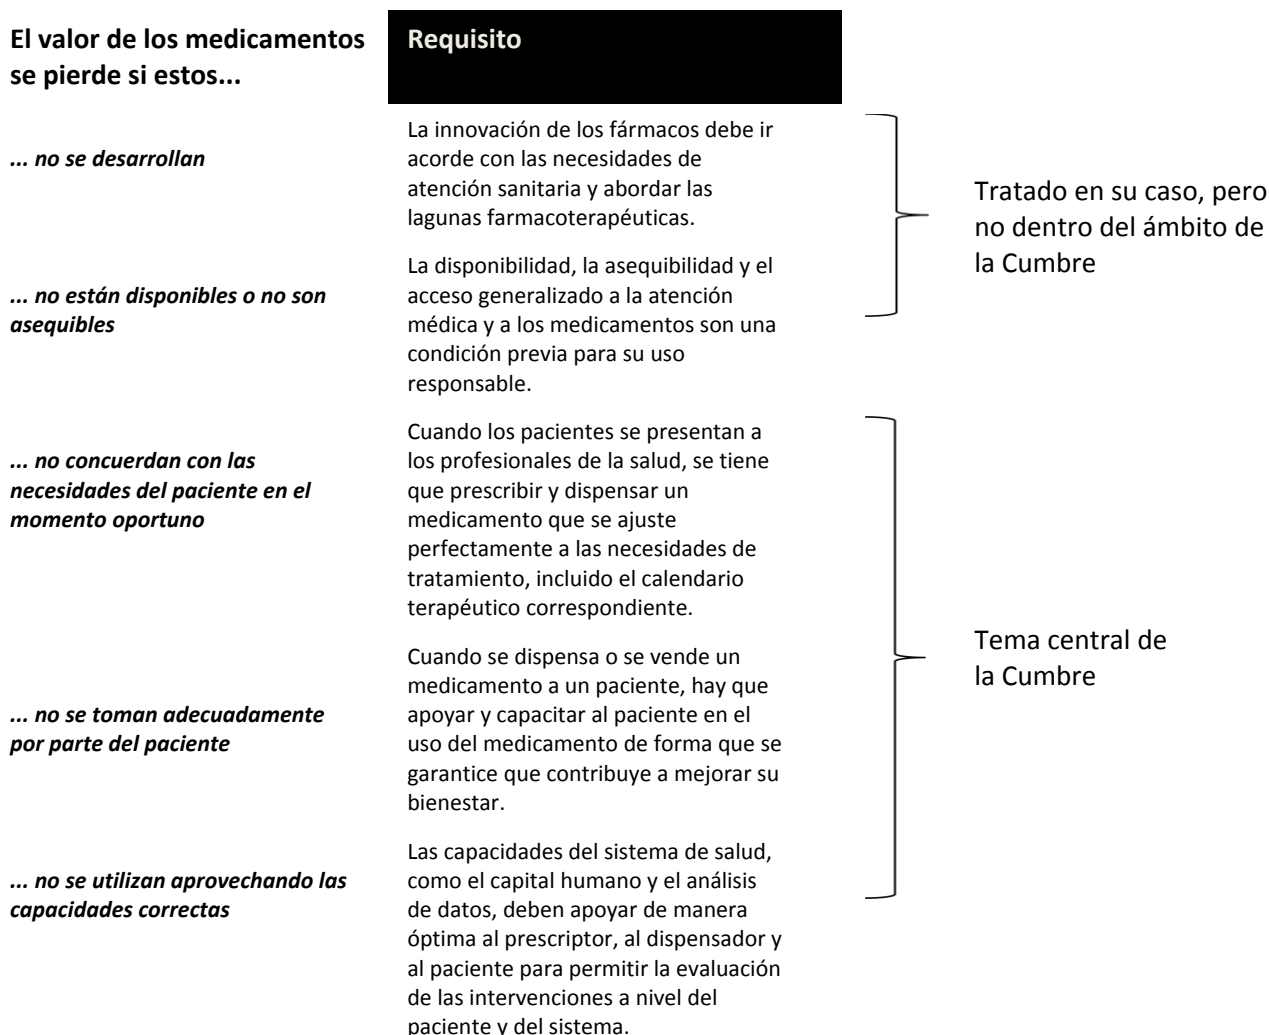 El valor de los medicamentos
se pierde si estos...
Requisito
... no se desarrollan
La innovación de los fármacos debe ir
acorde con las necesidades de
atención sanitaria y abordar las
lagunas farmacoterapéuticas.
... no están disponibles o no son
asequibles
La disponibilidad, la asequibilidad y el
acceso generalizado a la atención
médica y a los medicamentos son una
condición previa para su uso
responsable.
Tratado en su caso, pero
no dentro del ámbito de
la Cumbre
... no concuerdan con las
necesidades del paciente en el
momento oportuno
Cuando los pacientes se presentan a
los profesionales de la salud, se tiene
que prescribir y dispensar un
medicamento que se ajuste
perfectamente a las necesidades de
tratamiento, incluido el calendario
terapéutico correspondiente.
... no se toman adecuadamente
por parte del paciente
Cuando se dispensa o se vende un
medicamento a un paciente, hay que
apoyar y capacitar al paciente en el
uso del medicamento de forma que se
garantice que contribuye a mejorar su
bienestar.
... no se utilizan aprovechando las
capacidades correctas
Las capacidades del sistema de salud,
como el capital humano y el análisis
de datos, deben apoyar de manera
óptima al prescriptor, al dispensador y
al paciente para permitir la evaluación
de las intervenciones a nivel del
paciente y del sistema.
Tema central de
la Cumbre